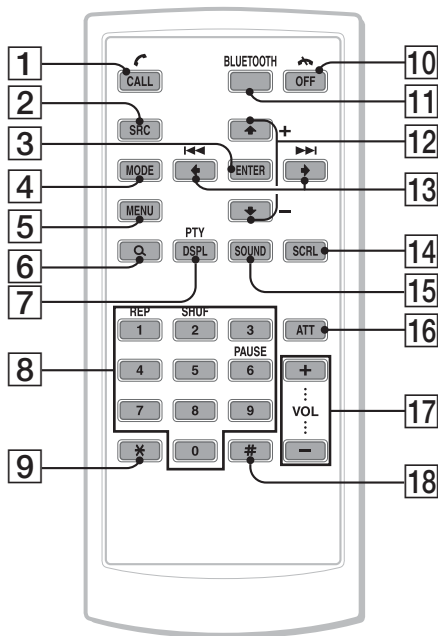 1 CALL BLUETOOTH OFF 10
11
2 SRC + 12
3 MODE ENTER 13
4
5 MENU −
6 PTY DSPL SOUND SCRL 14
7 15
REP SHUF
1 2 3 ATT 16
PAUSE
8 4 5 6 +
VOL 17
7 8 9 −
9 * 0 # 18